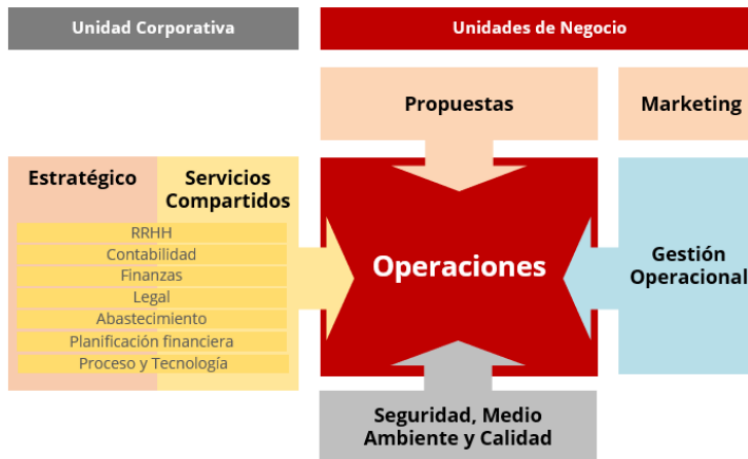 Unidad Corporativa
Unidades de Negocio
Propuestas
Marketing
Estratégico
Servicios
Compartidos
RRHH
Contabilidad
Finanzas
Legal
Abastecimiento
Planificación financiera
Proceso y Tecnología
Operaciones
Gestión
Operacional
Seguridad, Medio
Ambiente y Calidad